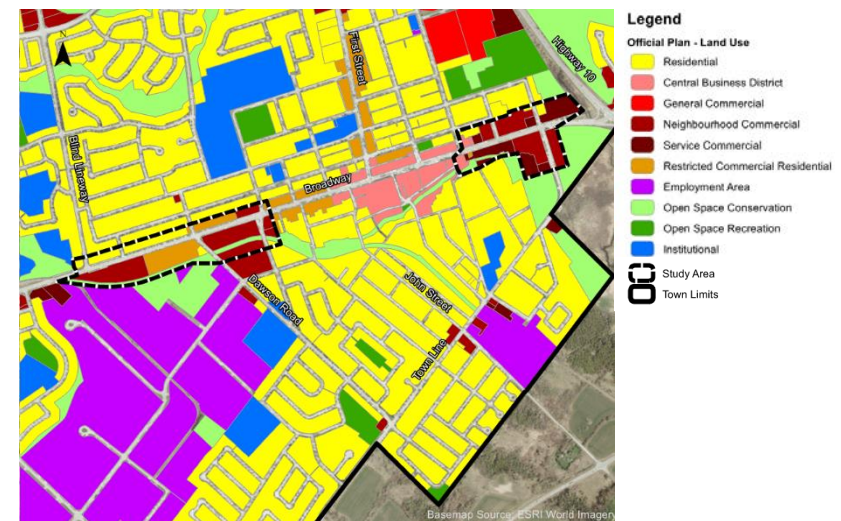 N
First Street
Highway 10
Blind Lineway
Broadway
Dawson Road
John Street
Town Line
Basemap Source: ESRI World Imagery
Legend
Official Plan - Land Use
Residential
Central Business District
General Commercial
Neighbourhood Commercial
Service Commercial
Restricted Commercial Residential
Employment Area
Open Space Conservation
Open Space Recreation
Institutional
Study Area
Town Limits